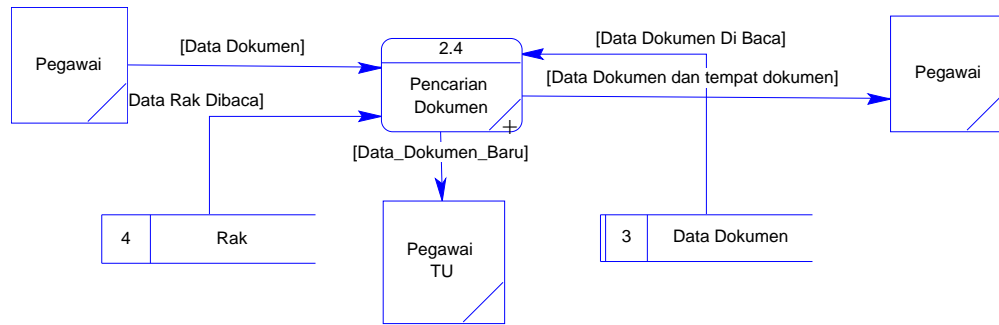 [Data Dokumen]
2.4
[Data Dokumen Di Baca]
Pegawai
Pencarian
Dokumen
[Data Dokumen dan tempat dokumen]
Pegawai
Data Rak Dibaca]
[Data_Dokumen_Baru]
4
Rak
Pegawai
TU
3
Data Dokumen